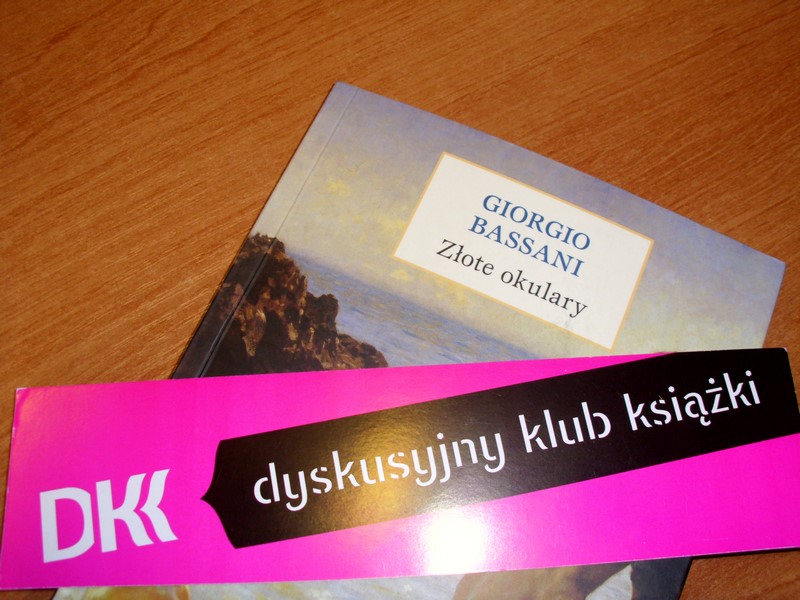 GIORGIO
BASSANI
Złote okulary
DKK
dyskusyjny klub książki